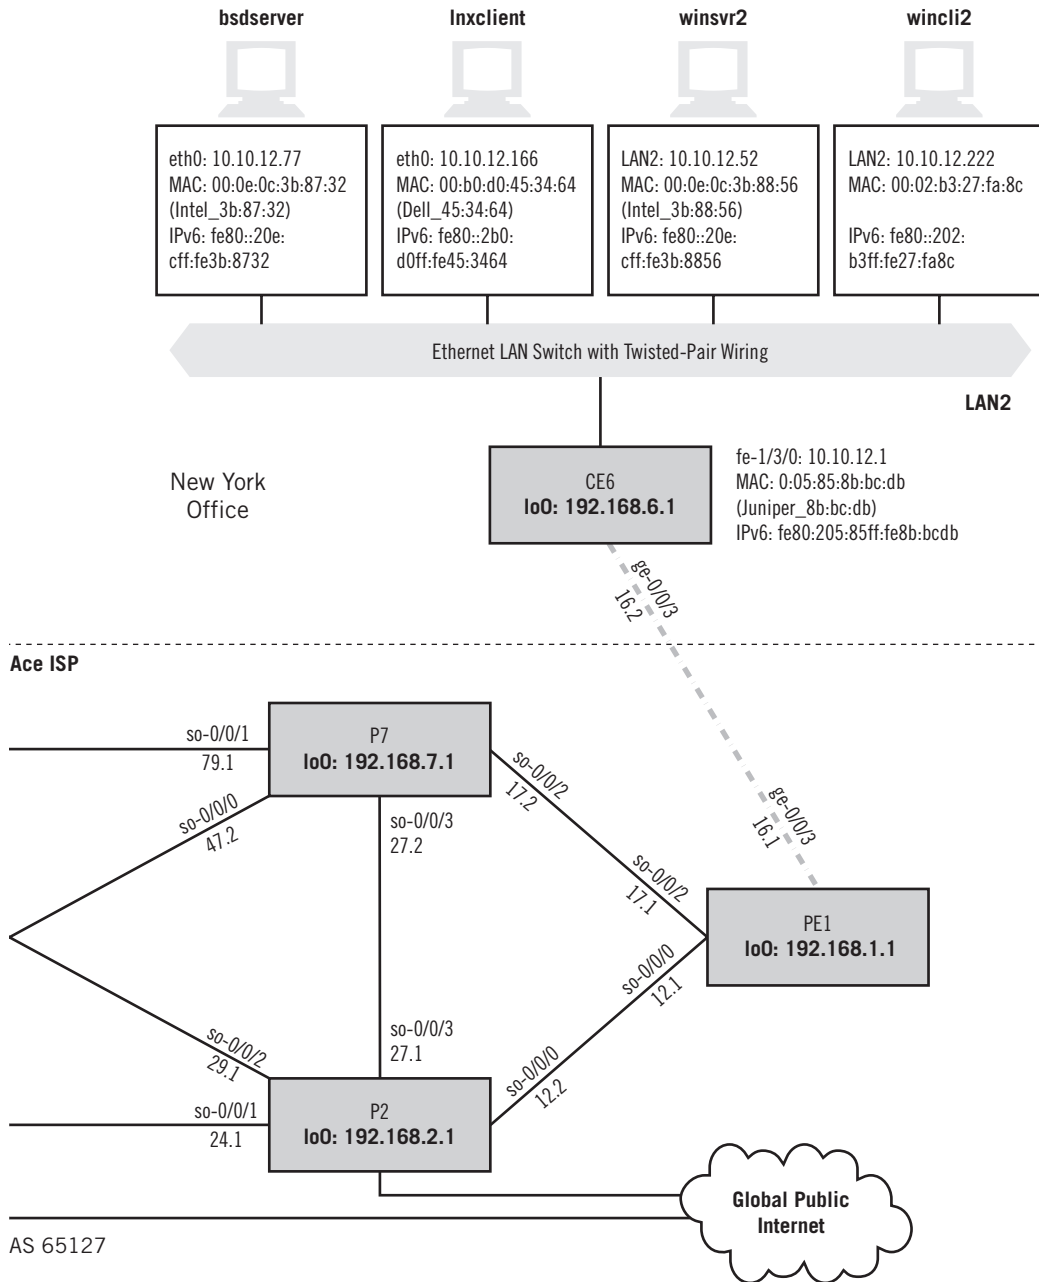 bsdserver
lnxclient
winsvr2
wincli2
eth0: 10.10.12.77
MAC: 00:0e:0c:3b:87:32
(Intel_3b:87:32)
IPv6: fe80::20e:
cff:fe3b:8732
eth0: 10.10.12.166
MAC: 00:b0:d0:45:34:64
(Dell_45:34:64)
IPv6: fe80::2b0:
d0ff:fe45:3464
LAN2: 10.10.12.52
MAC: 00:0e:0c:3b:88:56
(Intel_3b:88:56)
IPv6: fe80::20e:
cff:fe3b:8856
LAN2: 10.10.12.222
MAC: 00:02:b3:27:fa:8c
IPv6: fe80::202:
b3ff:fe27:fa8c
Ethernet LAN Switch with Twisted-Pair Wiring
LAN2
New York
Office
CE6
lo0: 192.168.6.1
fe-1/3/0: 10.10.12.1
MAC: 0:05:85:8b:bc:db
(Juniper_8b:bc:db)
IPv6: fe80:205:85ff:fe8b:bcdb
ge-0/0/3
16.2
Ace ISP
so-0/0/1
79.1
P7
lo0: 192.168.7.1
so-0/0/2
17.2
so-0/0/0
47.2
so-0/0/3
27.2
ge-0/0/3
16.1
so-0/0/2
17.1
PE1
lo0: 192.168.1.1
so-0/0/0
12.1
so-0/0/2
29.1
so-0/0/3
27.1
so-0/0/0
12.2
so-0/0/1
24.1
P2
lo0: 192.168.2.1
Global Public
Internet
AS 65127